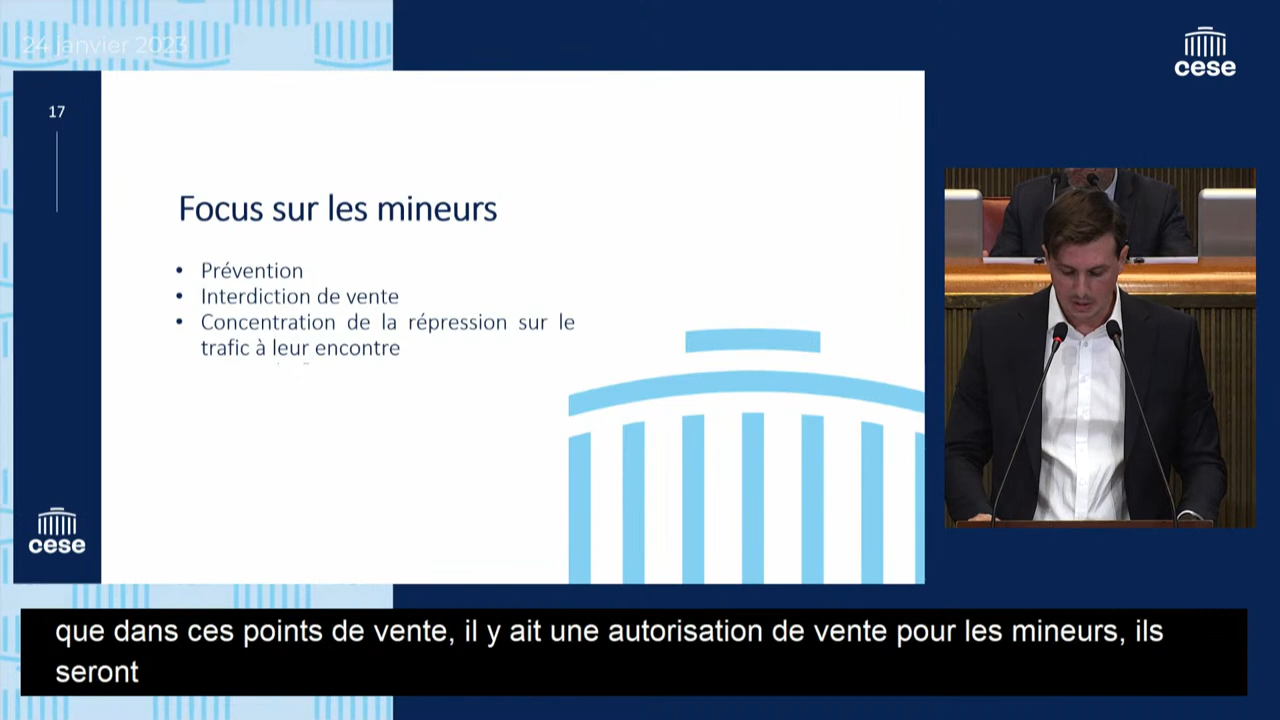 24 janvier 2023
cese
17
Focus sur les mineurs
• Prévention
• Interdiction de vente
• Concentration de la répression sur le
trafic à leur encontre
cese
que dans ces points de vente, il y ait une autorisation de vente pour les mineurs, ils
seront